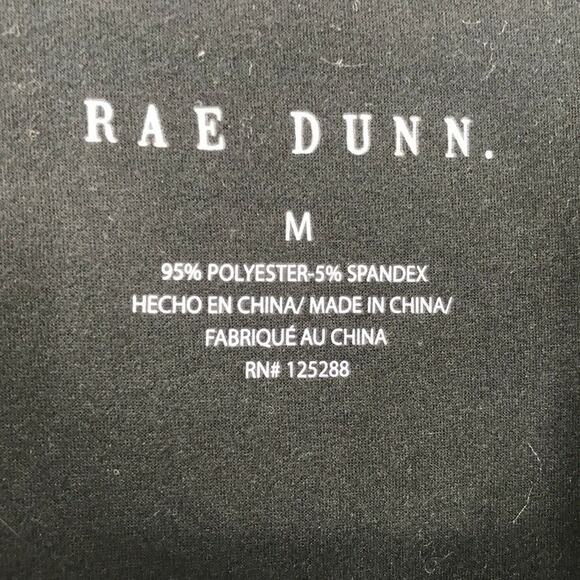 RAE DUNN.
M
95% POLYESTER-5% SPANDEX
HECHO EN CHINA/ MADE IN CHINA/
FABRIQUÉ AU CHINA
RN# 125288